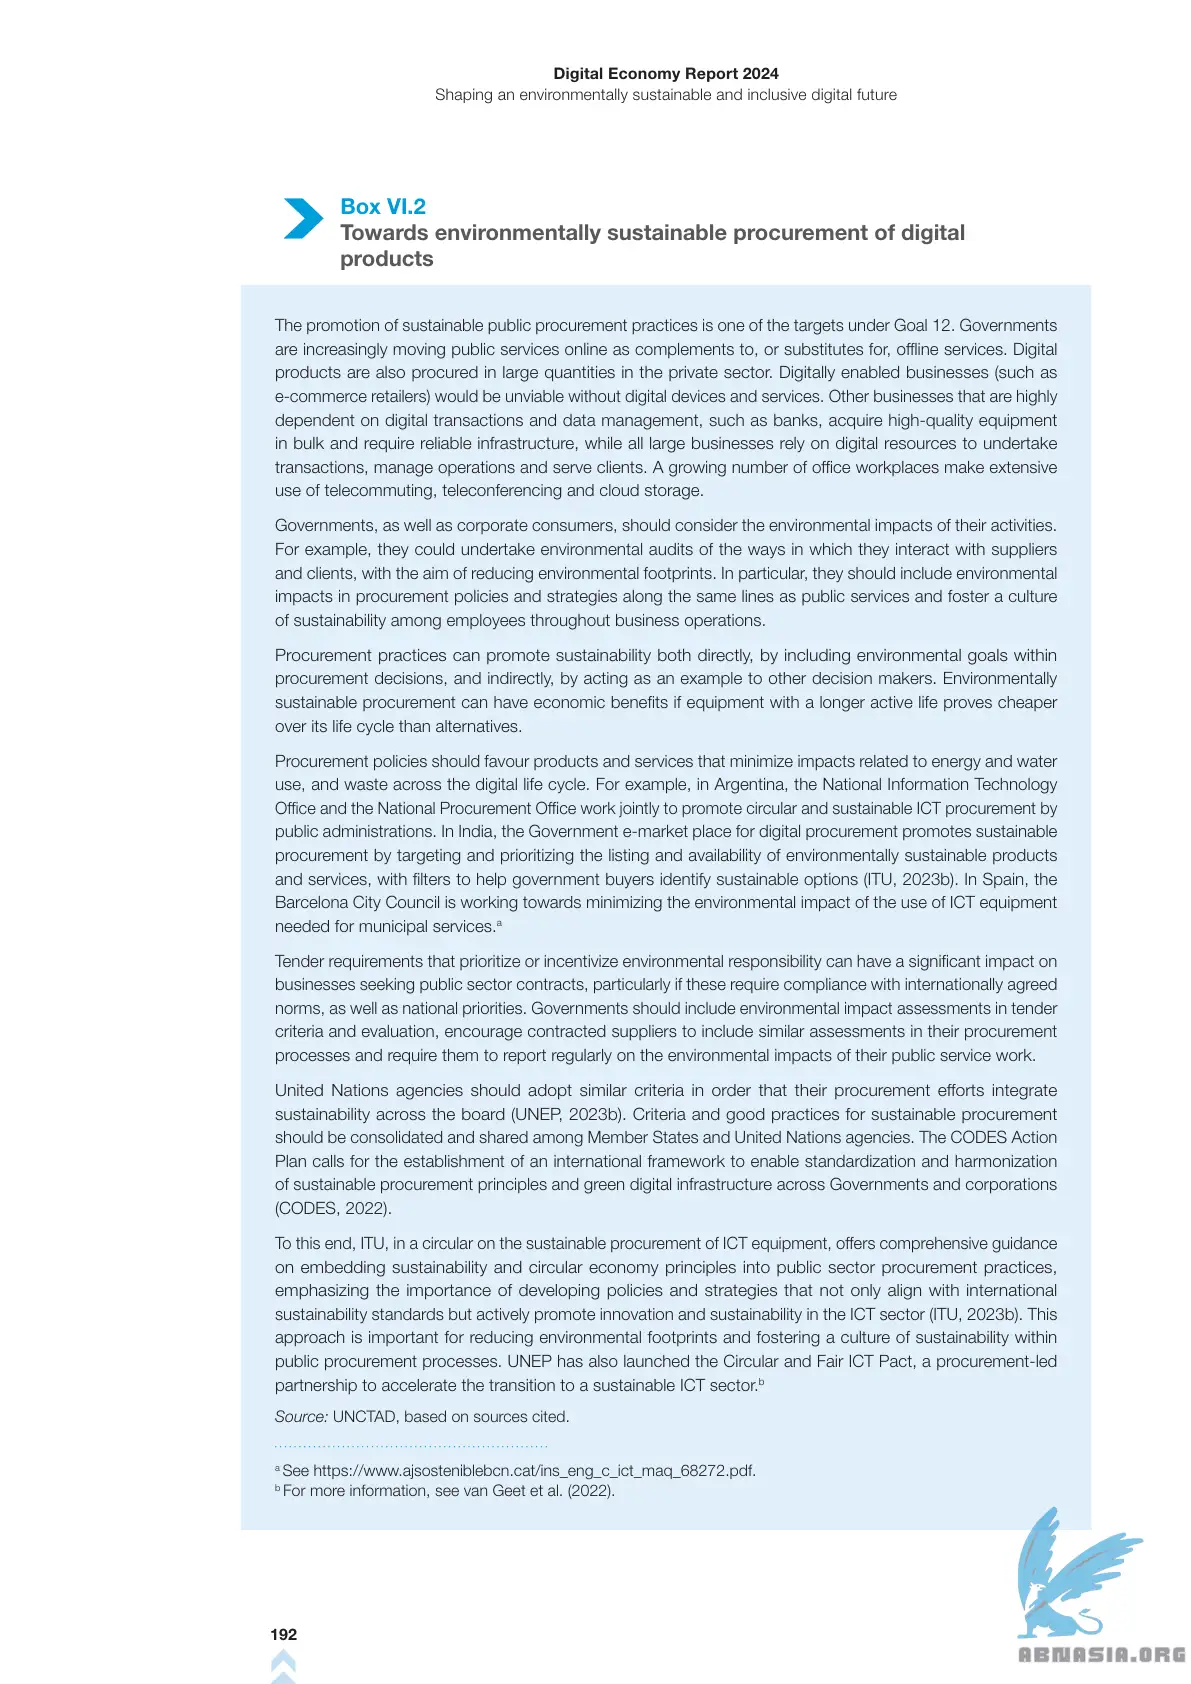 Digital Economy Report 2024
Shaping an environmentally sustainable and inclusive digital future
Box VI.2
Towards environmentally sustainable procurement of digital
products
The promotion of sustainable public procurement practices is one of the targets under Goal 12. Governments
are increasingly moving public services online as complements to, or substitutes for, offline services. Digital
products are also procured in large quantities in the private sector. Digitally enabled businesses (such as
e-commerce retailers) would be unviable without digital devices and services. Other businesses that are highly
dependent on digital transactions and data management, such as banks, acquire high-quality equipment
in bulk and require reliable infrastructure, while all large businesses rely on digital resources to undertake
transactions, manage operations and serve clients. A growing number of office workplaces make extensive
use of telecommuting, teleconferencing and cloud storage.
Governments, as well as corporate consumers, should consider the environmental impacts of their activities.
For example, they could undertake environmental audits of the ways in which they interact with suppliers
and clients, with the aim of reducing environmental footprints. In particular, they should include environmental
impacts in procurement policies and strategies along the same lines as public services and foster a culture
of sustainability among employees throughout business operations.
Procurement practices can promote sustainability both directly, by including environmental goals within
procurement decisions, and indirectly, by acting as an example to other decision makers. Environmentally
sustainable procurement can have economic benefits if equipment with a longer active life proves cheaper
over its life cycle than alternatives.
Procurement policies should favour products and services that minimize impacts related to energy and water
use, and waste across the digital life cycle. For example, in Argentina, the National Information Technology
Office and the National Procurement Office work jointly to promote circular and sustainable ICT procurement by
public administrations. In India, the Government e-market place for digital procurement promotes sustainable
procurement by targeting and prioritizing the listing and availability of environmentally sustainable products
and services, with filters to help government buyers identify sustainable options (ITU, 2023b). In Spain, the
Barcelona City Council is working towards minimizing the environmental impact of the use of ICT equipment
needed for municipal services.a
Tender requirements that prioritize or incentivize environmental responsibility can have a significant impact on
businesses seeking public sector contracts, particularly if these require compliance with internationally agreed
norms, as well as national priorities. Governments should include environmental impact assessments in tender
criteria and evaluation, encourage contracted suppliers to include similar assessments in their procurement
processes and require them to report regularly on the environmental impacts of their public service work.
United Nations agencies should adopt similar criteria in order that their procurement efforts integrate
sustainability across the board (UNEP, 2023b). Criteria and good practices for sustainable procurement
should be consolidated and shared among Member States and United Nations agencies. The CODES Action
Plan calls for the establishment of an international framework to enable standardization and harmonization
of sustainable procurement principles and green digital infrastructure across Governments and corporations
(CODES, 2022).
To this end, ITU, in a circular on the sustainable procurement of ICT equipment, offers comprehensive guidance
on embedding sustainability and circular economy principles into public sector procurement practices,
emphasizing the importance of developing policies and strategies that not only align with international
sustainability standards but actively promote innovation and sustainability in the ICT sector (ITU, 2023b). This
approach is important for reducing environmental footprints and fostering a culture of sustainability within
public procurement processes. UNEP has also launched the Circular and Fair ICT Pact, a procurement-led
partnership to accelerate the transition to a sustainable ICT sector.b
Source: UNCTAD, based on sources cited.
a See https://www.ajsosteniblebcn.cat/ins_eng_c_ict_maq_68272.pdf.
b For more information, see van Geet et al. (2022).
192
ABNASIA.ORG